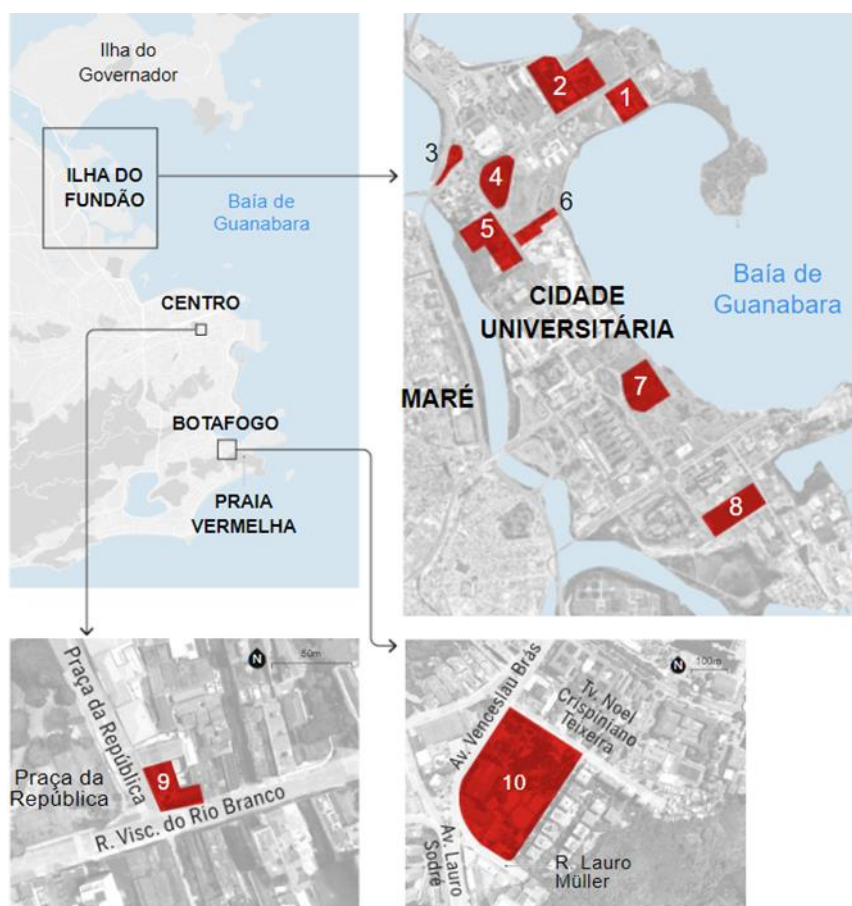 Ilha do
Governador
ILHA DO
FUNDÃO
Baía de
Guanabara
CENTRO
BOTAFOGO
PRAIA
VERMELHA
1
2
3
4
5
6
CIDADE
UNIVERSITÁRIA
Baía de
Guanabara
MARÉ
7
8
N
50m
Praça da República
Praça da
República
9
R. Visc. do Rio Branco
N
100m
Av. Venceslau Brás
Tv. Noel
Crispiniano
Teixeira
10
Av. Lauro
Sodré
R. Lauro
Müller